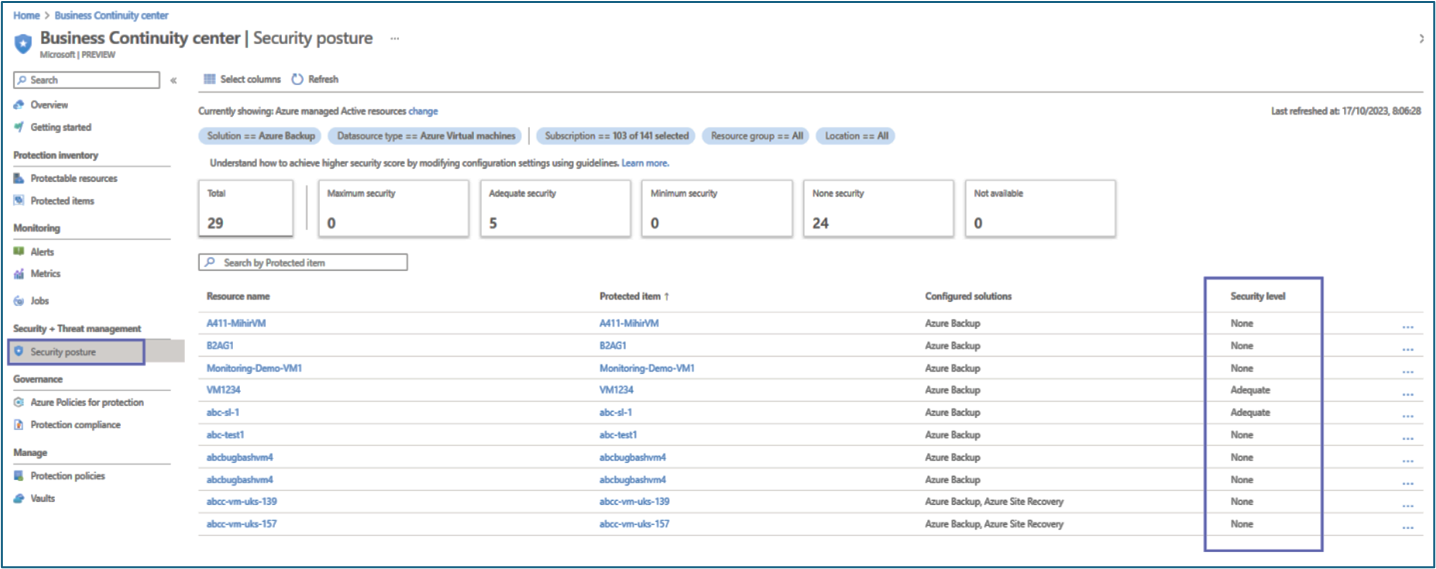 Home > Business Continuity center
Business Continuity center | Security posture ...
Microsoft | PREVIEW
Search «
Overview
Getting started
Protection inventory
Protectable resources
Protected items
Monitoring
Alerts
Metrics
Jobs
Security + Threat management
Security posture
Governance
Azure Policies for protection
Protection compliance
Manage
Protection policies
Vaults
Select columns Refresh
Currently showing: Azure managed Active resources change Last refreshed at: 17/10/2023, 8:06:28
Solution == Azure Backup Datasource type == Azure Virtual machines Subscription == 103 of 141 selected Resource group == All Location == All
Understand how to achieve higher security score by modifying configuration settings using guidelines. Learn more.
Total Maximum security Adequate security Minimum security None security Not available
29 0 5 0 24 0
Search by Protected item
Resource name Protected item ↑ Configured solutions Security level
A411-MihirVM A411-MihirVM Azure Backup None ...
B2AG1 B2AG1 Azure Backup None ...
Monitoring-Demo-VM1 Monitoring-Demo-VM1 Azure Backup None ...
VM1234 VM1234 Azure Backup Adequate ...
abc-sl-1 abc-sl-1 Azure Backup Adequate ...
abc-test1 abc-test1 Azure Backup None ...
abcbugbashvm4 abcbugbashvm4 Azure Backup None ...
abcbugbashvm4 abcbugbashvm4 Azure Backup None ...
abcc-vm-uks-139 abcc-vm-uks-139 Azure Backup, Azure Site Recovery None ...
abcc-vm-uks-157 abcc-vm-uks-157 Azure Backup, Azure Site Recovery None ...